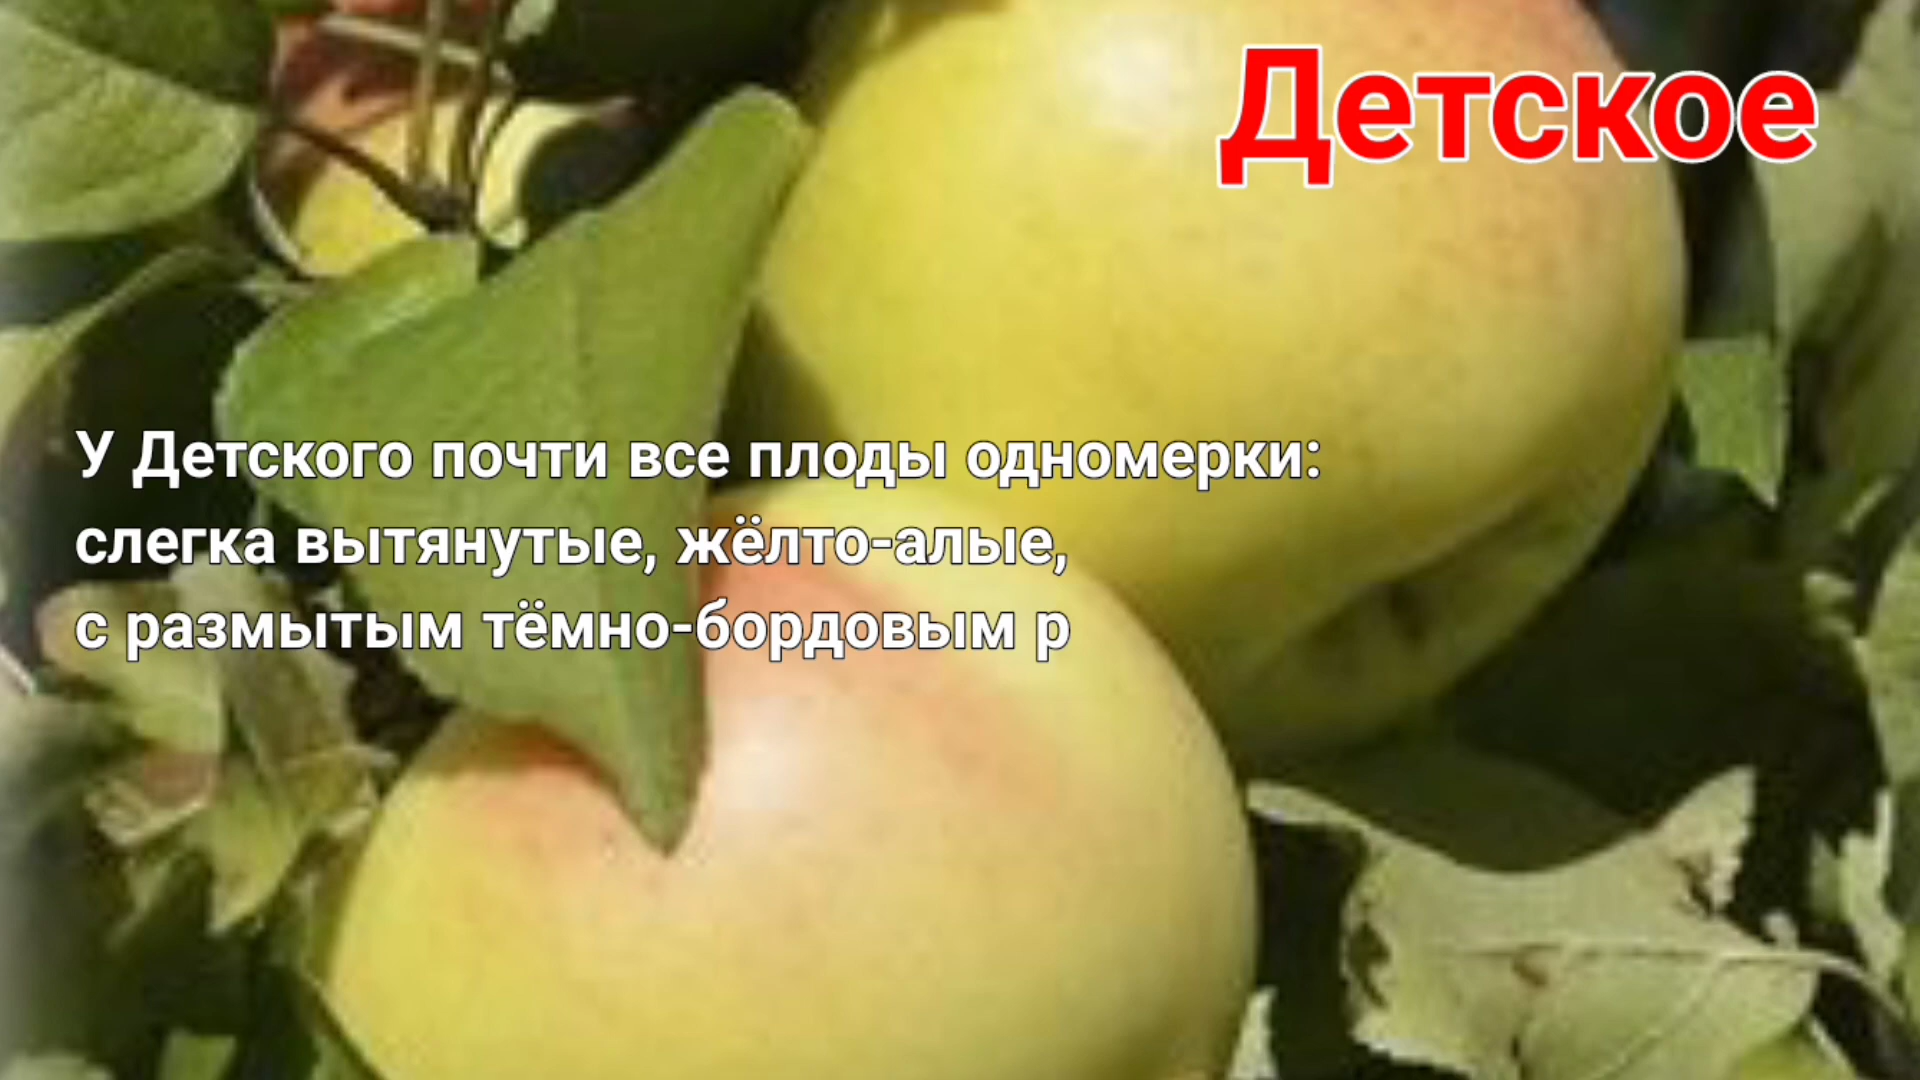 Детское
У Детского почти все плоды одномерки:
слегка вытянутые, жёлто-алые,
с размытым тёмно-бордовым р